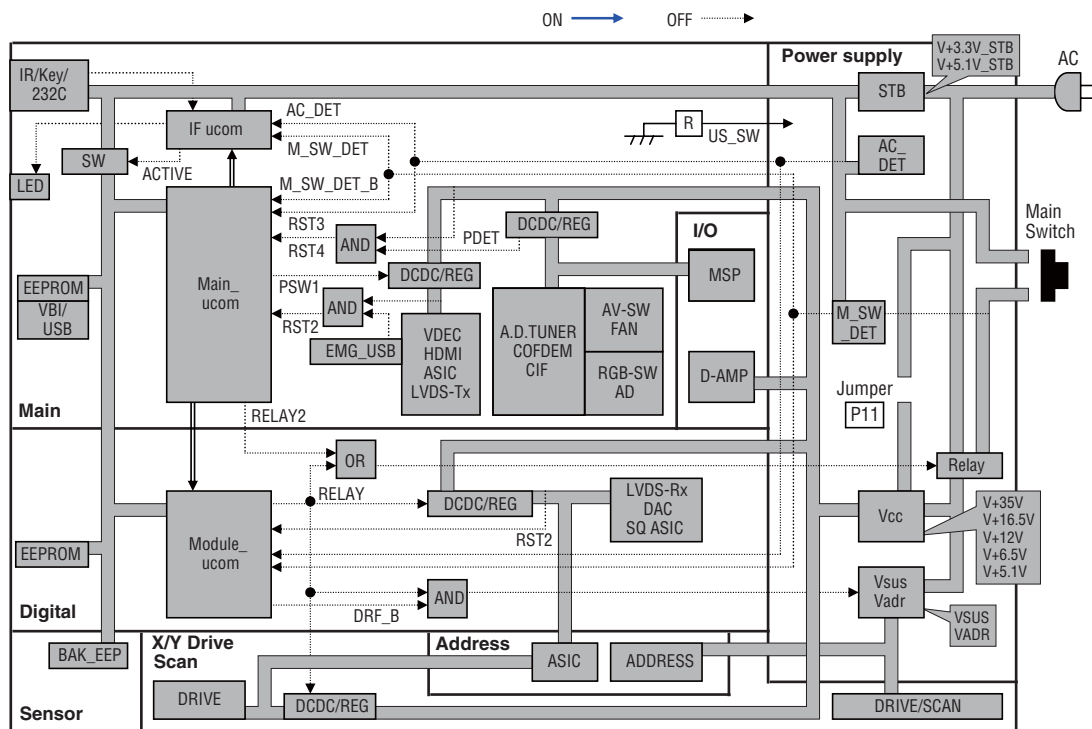 ON
OFF
IR/Key/
232C
IF ucom
AC_DET
R
US_SW
Power supply
STB
V+3.3V_STB
V+5.1V_STB
AC
SW
LED
ACTIVE
M_SW_DET
M_SW_DET_B
AC_
DET
Main
Switch
Main_
ucom
RST3
RST4
AND
PDET
DCDC/REG
I/O
MSP
EEPROM
VBI/
USB
PSW1
DCDC/REG
RST2
AND
EMG_USB
VDEC
HDMI
ASIC
LVDS-Tx
A.D.TUNER
COFDEM
CIF
AV-SW
FAN
RGB-SW
AD
D-AMP
M_SW
_DET
Jumper
P11
Main
RELAY2
OR
Relay
RELAY
DCDC/REG
LVDS-Rx
DAC
SQ ASIC
RST2
Vcc
V+35V
V+16.5V
V+12V
V+6.5V
V+5.1V
EEPROM
Module_
ucom
DRF_B
AND
Vsus
Vadr
VSUS
VADR
Digital
BAK_EEP
Sensor
X/Y Drive
Scan
Address
ASIC
ADDRESS
DRIVE
DCDC/REG
DRIVE/SCAN